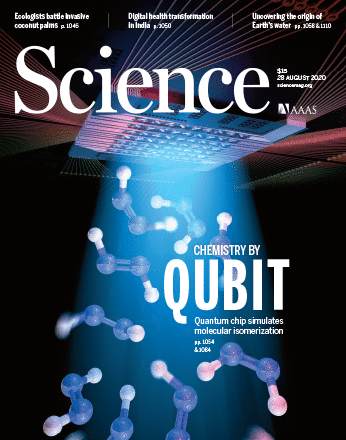 Ecologists battle invasive
coconut palms p. 1045
Digital health transformation
in India p. 1050
Uncovering the origin of
Earth's water pp. 1058 & 1110
Science
$15
28 AUGUST 2020
sciencemag.org
AAAS
CHEMISTRY BY
QUBIT
Quantum chip simulates
molecular isomerization
pp. 1054
& 1084